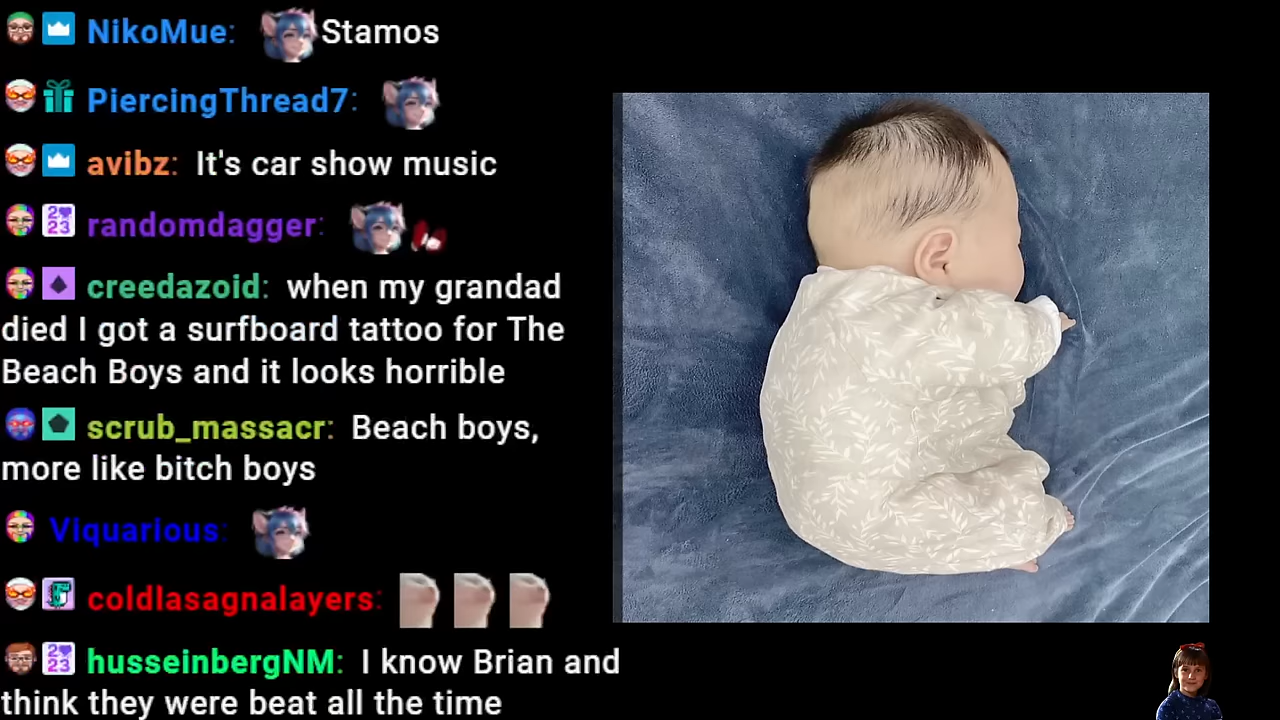 NikoMue: Stamos
PiercingThread7:
avibz: It's car show music
randomdagger:
creedazoid: when my grandad
died I got a surfboard tattoo for The
Beach Boys and it looks horrible
scrub_massacr: Beach boys,
more like bitch boys
Viquarious:
coldlasagnalayers:
husseinbergNM: I know Brian and
think they were beat all the time